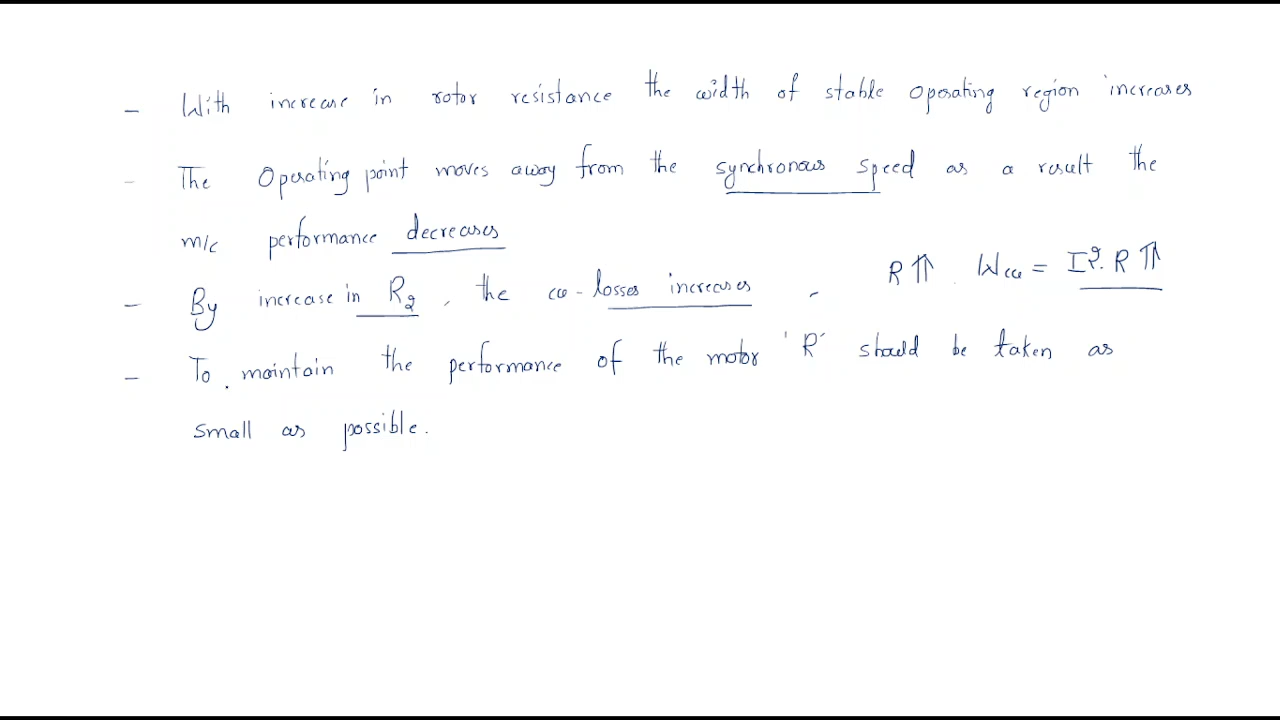 - With increase in rotor resistance the width of stable operating region increases
- The operating point moves away from the synchronous speed as a result the
m/c performance decreases
- By increase in R2, the cu-losses increases, R⇈ Wcu = I². R⇈
- To maintain the performance of the motor 'R' should be taken as
small as possible.